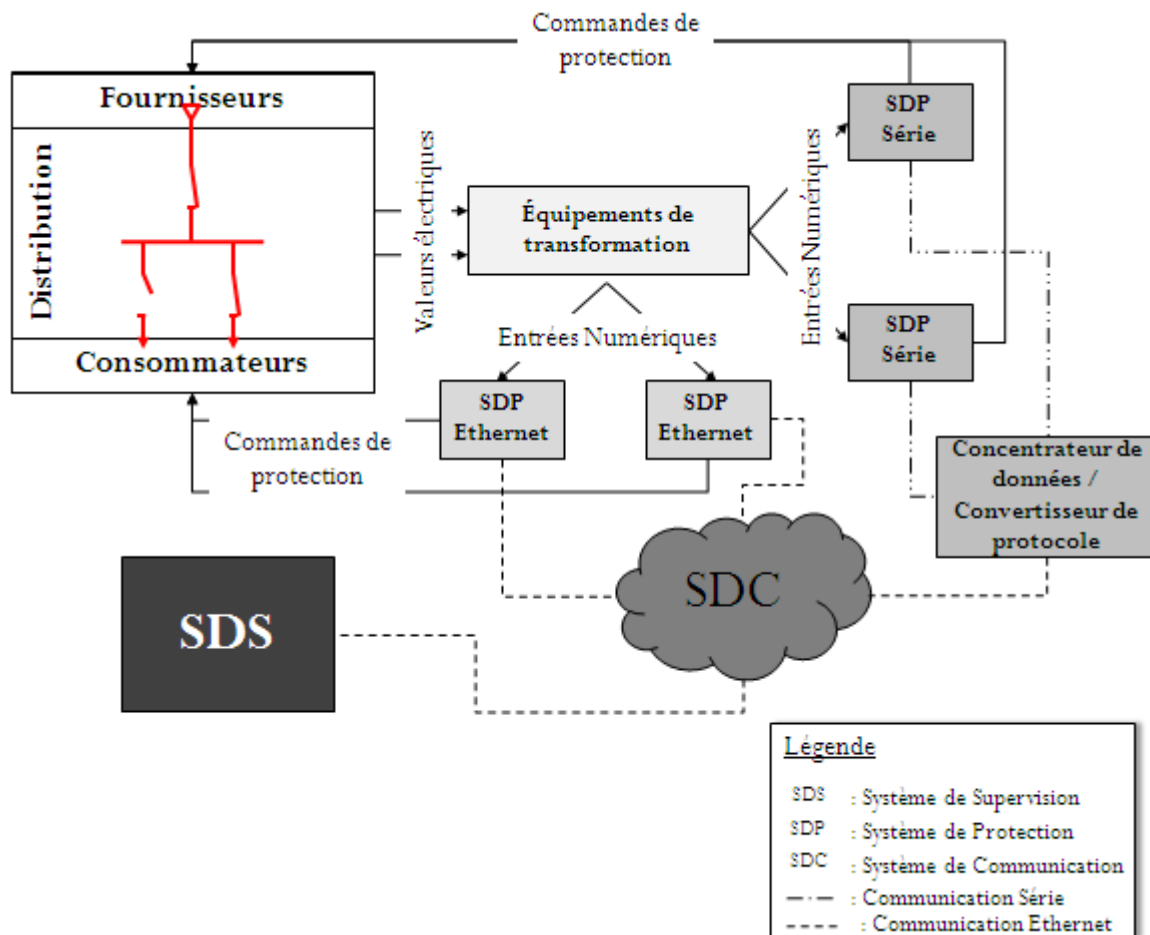 Commandes de
protection
Fournisseurs
Distribution
Consommateurs
Valeurs électriques
Équipements de
transformation
Entrées Numériques
SDP
Série
Entrées Numériques
SDP
Série
SDP
Ethernet
SDP
Ethernet
Commandes de
protection
Concentrateur de
données /
Convertisseur de
protocole
SDC
SDS
Légende
SDS : Système de Supervision
SDP : Système de Protection
SDC : Système de Communication
: Communication Série
: Communication Ethernet